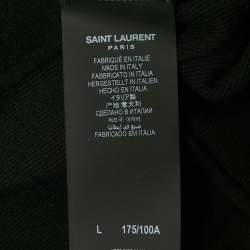 SAINT LAURENT
PARIS
FABRIQUÉ EN ITALIE
MADE IN ITALY
FABBRICATO IN ITALIA
HERGESTELLT IN ITALIEN
HECHO EN ITALIA
イタリア製
产地 意大利
СДЕЛАНО В ИТАЛИИ
صنع في إيطاليا
FABRICADO EM ITÁLIA
L 175/100A